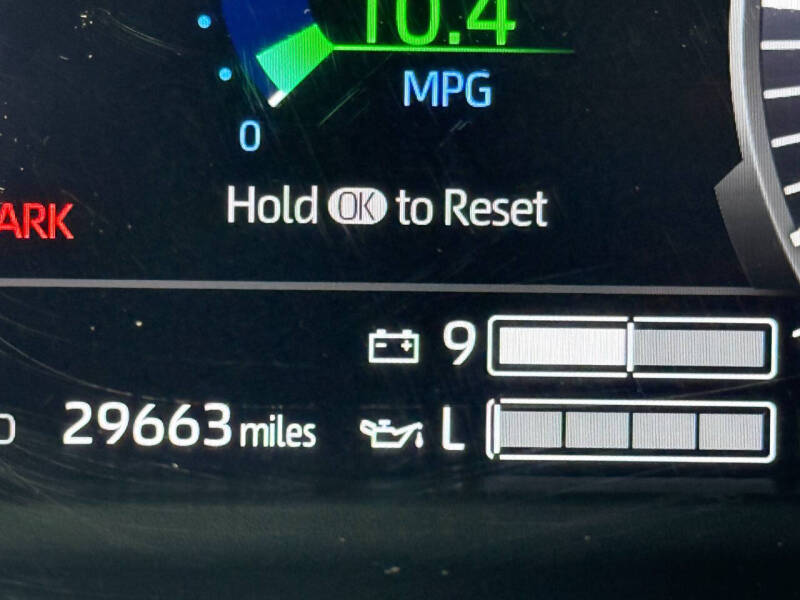 10.4
MPG
0
Hold OK to Reset
ARK
9
29663 miles L